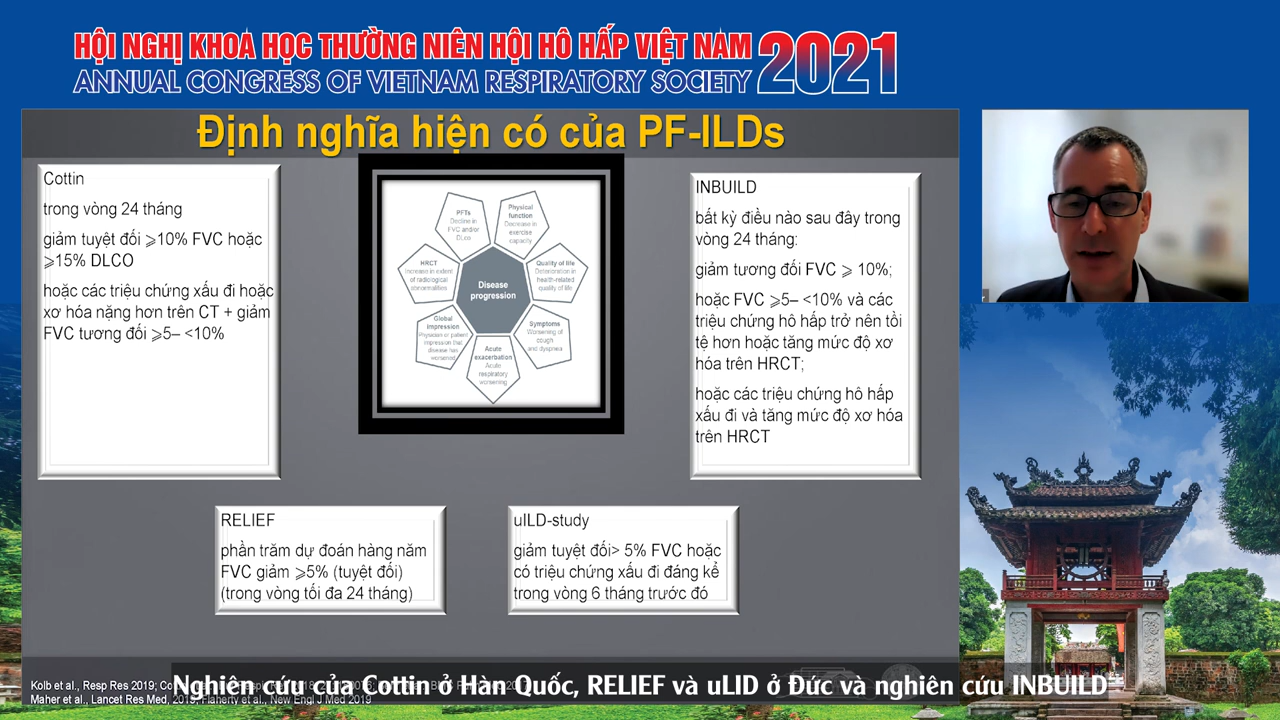 HỘI NGHỊ KHOA HỌC THƯỜNG NIÊN HỘI HÔ HẤP VIỆT NAM
ANNUAL CONGRESS OF VIETNAM RESPIRATORY SOCIETY
2021
Định nghĩa hiện có của PF-ILDs
Cottin
trong vòng 24 tháng
giảm tuyệt đối ⩾10% FVC hoặc
⩾15% DLCO
hoặc các triệu chứng xấu đi hoặc
xơ hóa nặng hơn trên CT + giảm
FVC tương đối ⩾5– <10%
PFTs
Decline in
FVC and/or
DLco
Physical
function
Decrease in
exercise
capacity
HRCT
Increase in extent
of radiological
abnormalities
Disease
progression
Quality of life
Deterioration in
health-related
quality of life
Global
impression
Physician or patient
impression that
disease has
worsened
Symptoms
Worsening of
cough
and dyspnea
Acute
exacerbation
Acute
respiratory
worsening
INBUILD
bất kỳ điều nào sau đây trong
vòng 24 tháng:
giảm tương đối FVC ⩾ 10%;
hoặc FVC ⩾5– <10% và các
triệu chứng hô hấp trở nên tồi
tệ hơn hoặc tăng mức độ xơ
hóa trên HRCT;
hoặc các triệu chứng hô hấp
xấu đi và tăng mức độ xơ hóa
trên HRCT
RELIEF
phần trăm dự đoán hàng năm
FVC giảm ⩾5% (tuyệt đối)
(trong vòng tối đa 24 tháng)
uILD-study
giảm tuyệt đối> 5% FVC hoặc
có triệu chứng xấu đi đáng kể
trong vòng 6 tháng trước đó
Kolb et al., Resp Res 2019;
Maher et al., Lancet Res Med, 2019; Flaherty et al., New Engl J Med 2019
Nghiên cứu của Cottin ở Hàn Quốc, RELIEF và uLID ở Đức và nghiên cứu INBUILD